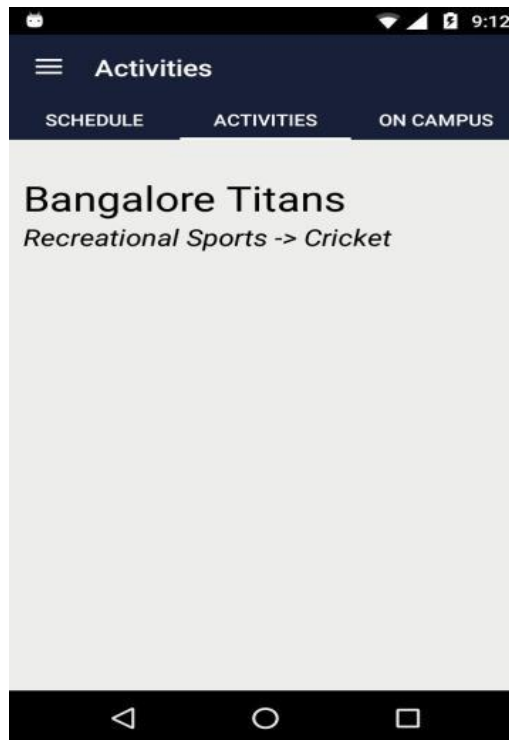 9:12
Activities
SCHEDULE ACTIVITIES ON CAMPUS
Bangalore Titans
Recreational Sports -> Cricket